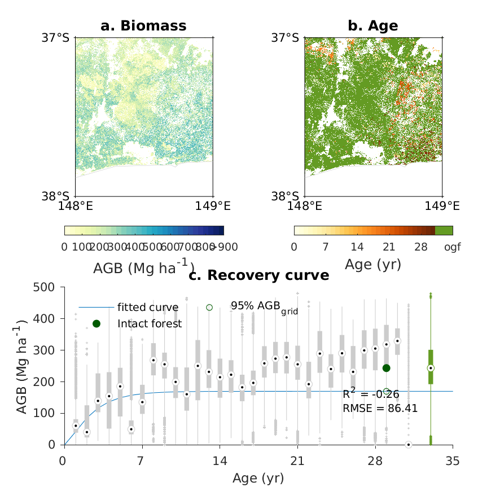 a. Biomass
b. Age
37°S
37°S
38°S
38°S
148°E 149°E
148°E 149°E
0 100 200 300 400 500 600 700 800 >900
0 7 14 21 28 ogf
AGB (Mg ha-1)
Age (yr)
c. Recovery curve
fitted curve
95% AGBgrid
Intact forest
R2 = -0.26
RMSE = 86.41
AGB (Mg ha-1)
500
400
300
200
100
0
0 7 14 21 28 35
Age (yr)